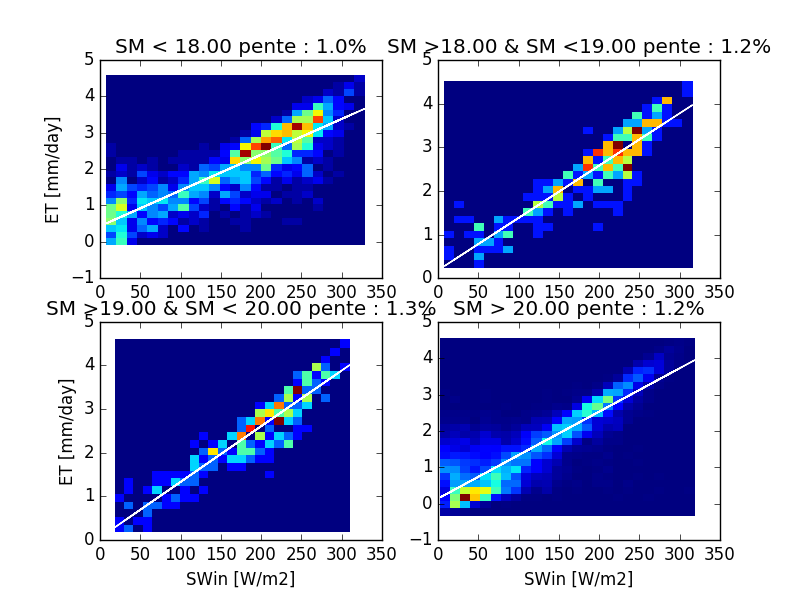 SM < 18.00 pente : 1.0%
SM >18.00 & SM <19.00 pente : 1.2%
5
4
3
2
1
0
−1
ET [mm/day]
0 50 100 150 200 250 300 350
5
4
3
2
1
0
0 50 100 150 200 250 300 350
SM >19.00 & SM < 20.00 pente : 1.3%
SM > 20.00 pente : 1.2%
5
4
3
2
1
0
ET [mm/day]
0 50 100 150 200 250 300 350
SWin [W/m2]
5
4
3
2
1
0
−1
0 50 100 150 200 250 300 350
SWin [W/m2]